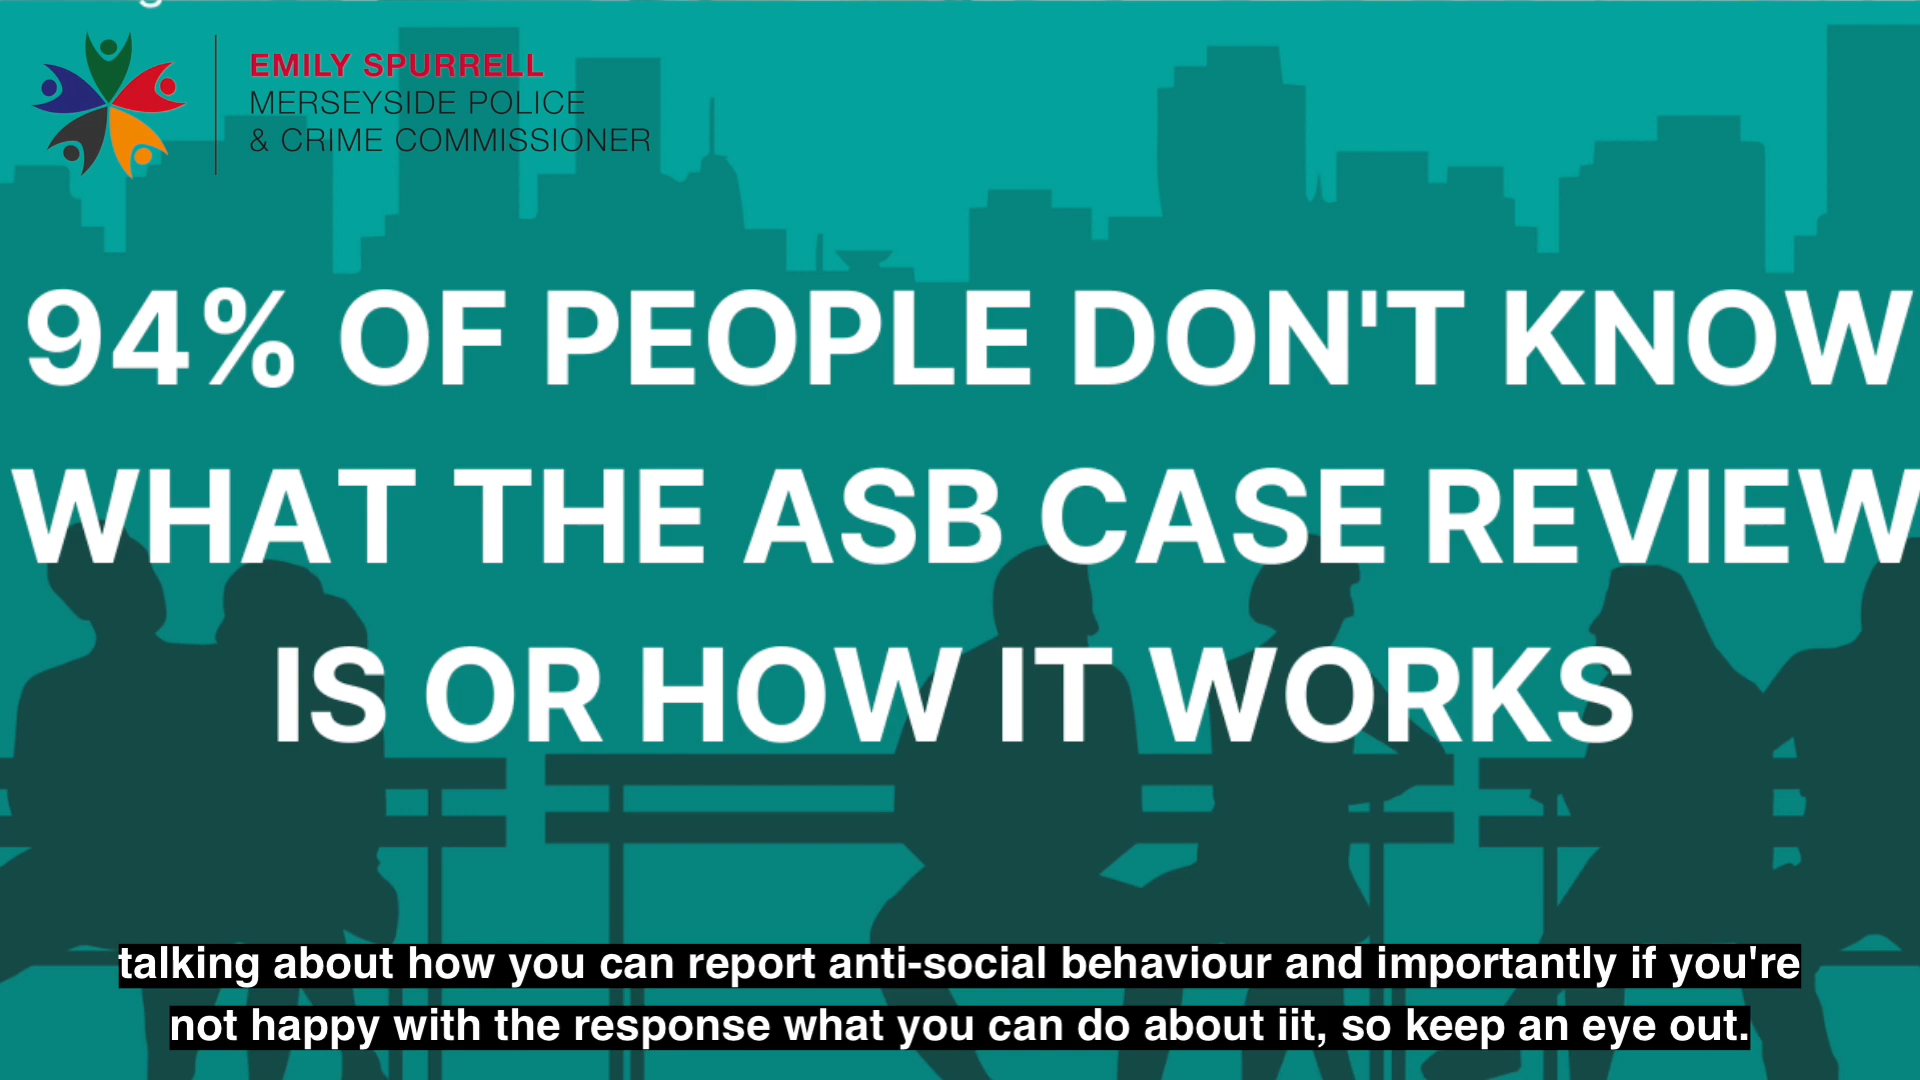 EMILY SPURRELL
MERSEYSIDE POLICE
& CRIME COMMISSIONER
94% OF PEOPLE DON'T KNOW
WHAT THE ASB CASE REVIEW
IS OR HOW IT WORKS
talking about how you can report anti-social behaviour and importantly if you're
not happy with the response what you can do about iit, so keep an eye out.